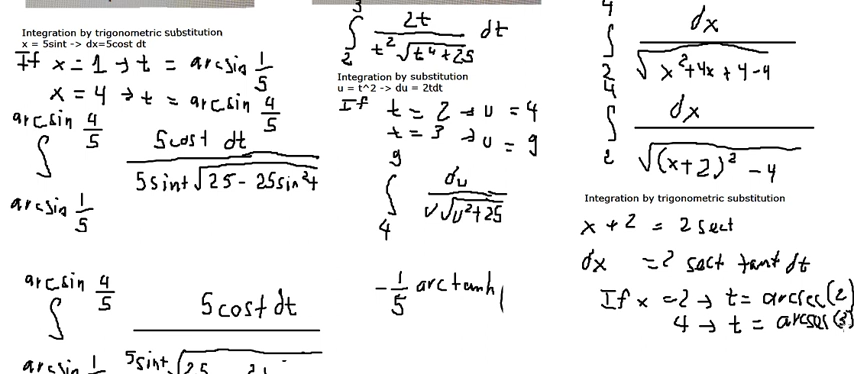 Integration by trigonometric substitution
x = 5sint -> dx=5cost dt
If x = 1 → t = arcsin 1/5
x = 4 → t = arcsin 4/5
∫ arcsin 1/5 arcsin 4/5 5cost dt / 5sint√25 - 25sin²t
∫ arcsin 1/5 arcsin 4/5 5cost dt / 5sint√25
∫ 2 3 2t / t²√t⁴+25 dt
Integration by substitution
u = t^2 -> du = 2tdt
If t = 2 → u = 4
t = 3 → u = 9
∫ 4 9 du / u√u²+25
-1/5 arctanh
∫ 2 4 dx / √x²+4x+4-4
∫ 2 4 dx / √(x+2)² - 4
Integration by trigonometric substitution
x + 2 = 2 sect
dx = 2 sect tant dt
If x = 2 → t = arcsec(2)
4 → t = arcsec(3)